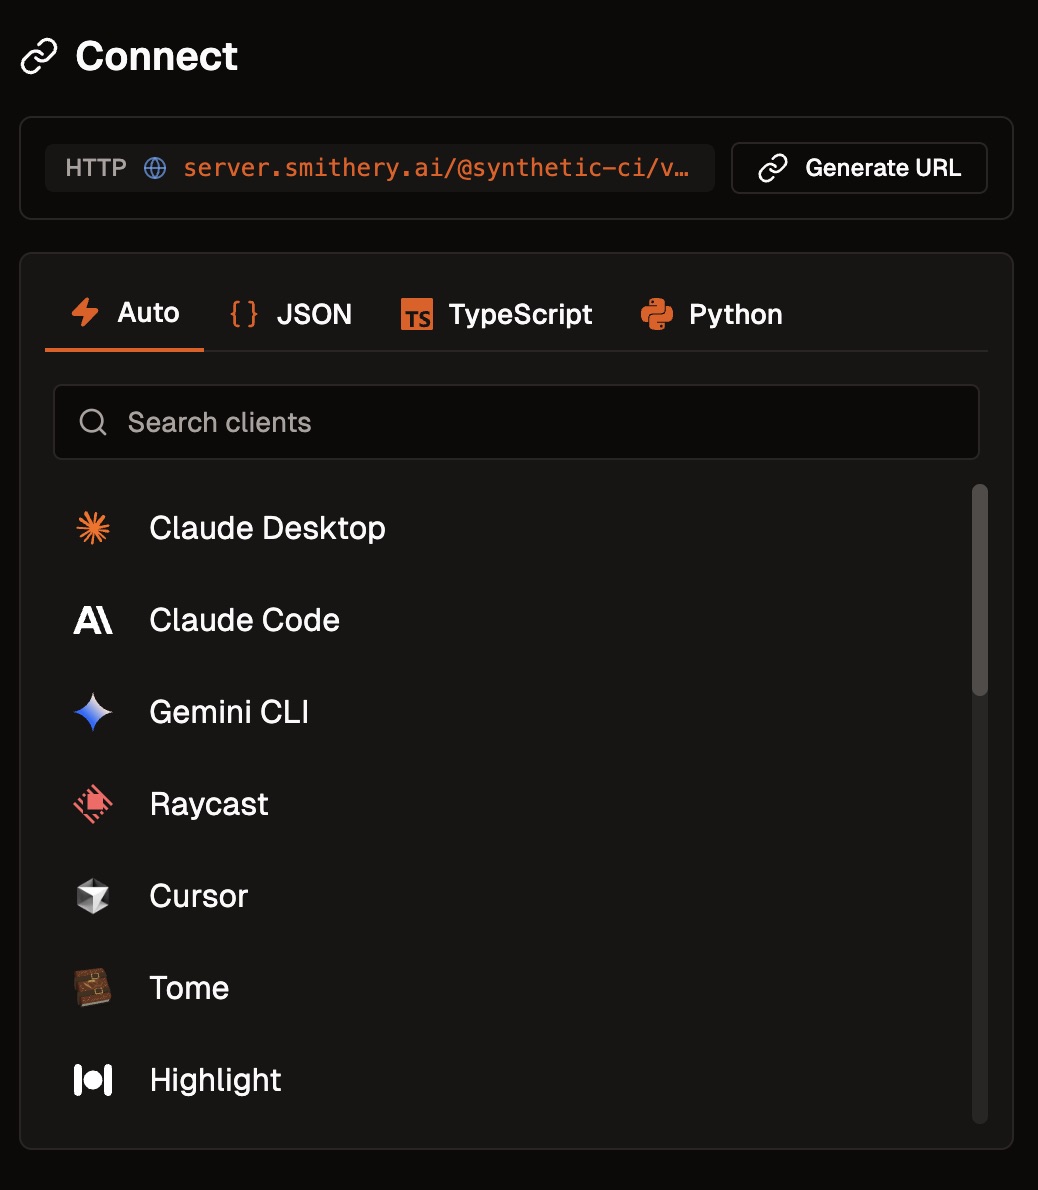 Connect
HTTP server.smithery.ai/@synthetic-ci/v… Generate URL
Auto {} JSON TS TypeScript Python
Search clients
Claude Desktop
Claude Code
Gemini CLI
Raycast
Cursor
Tome
Highlight